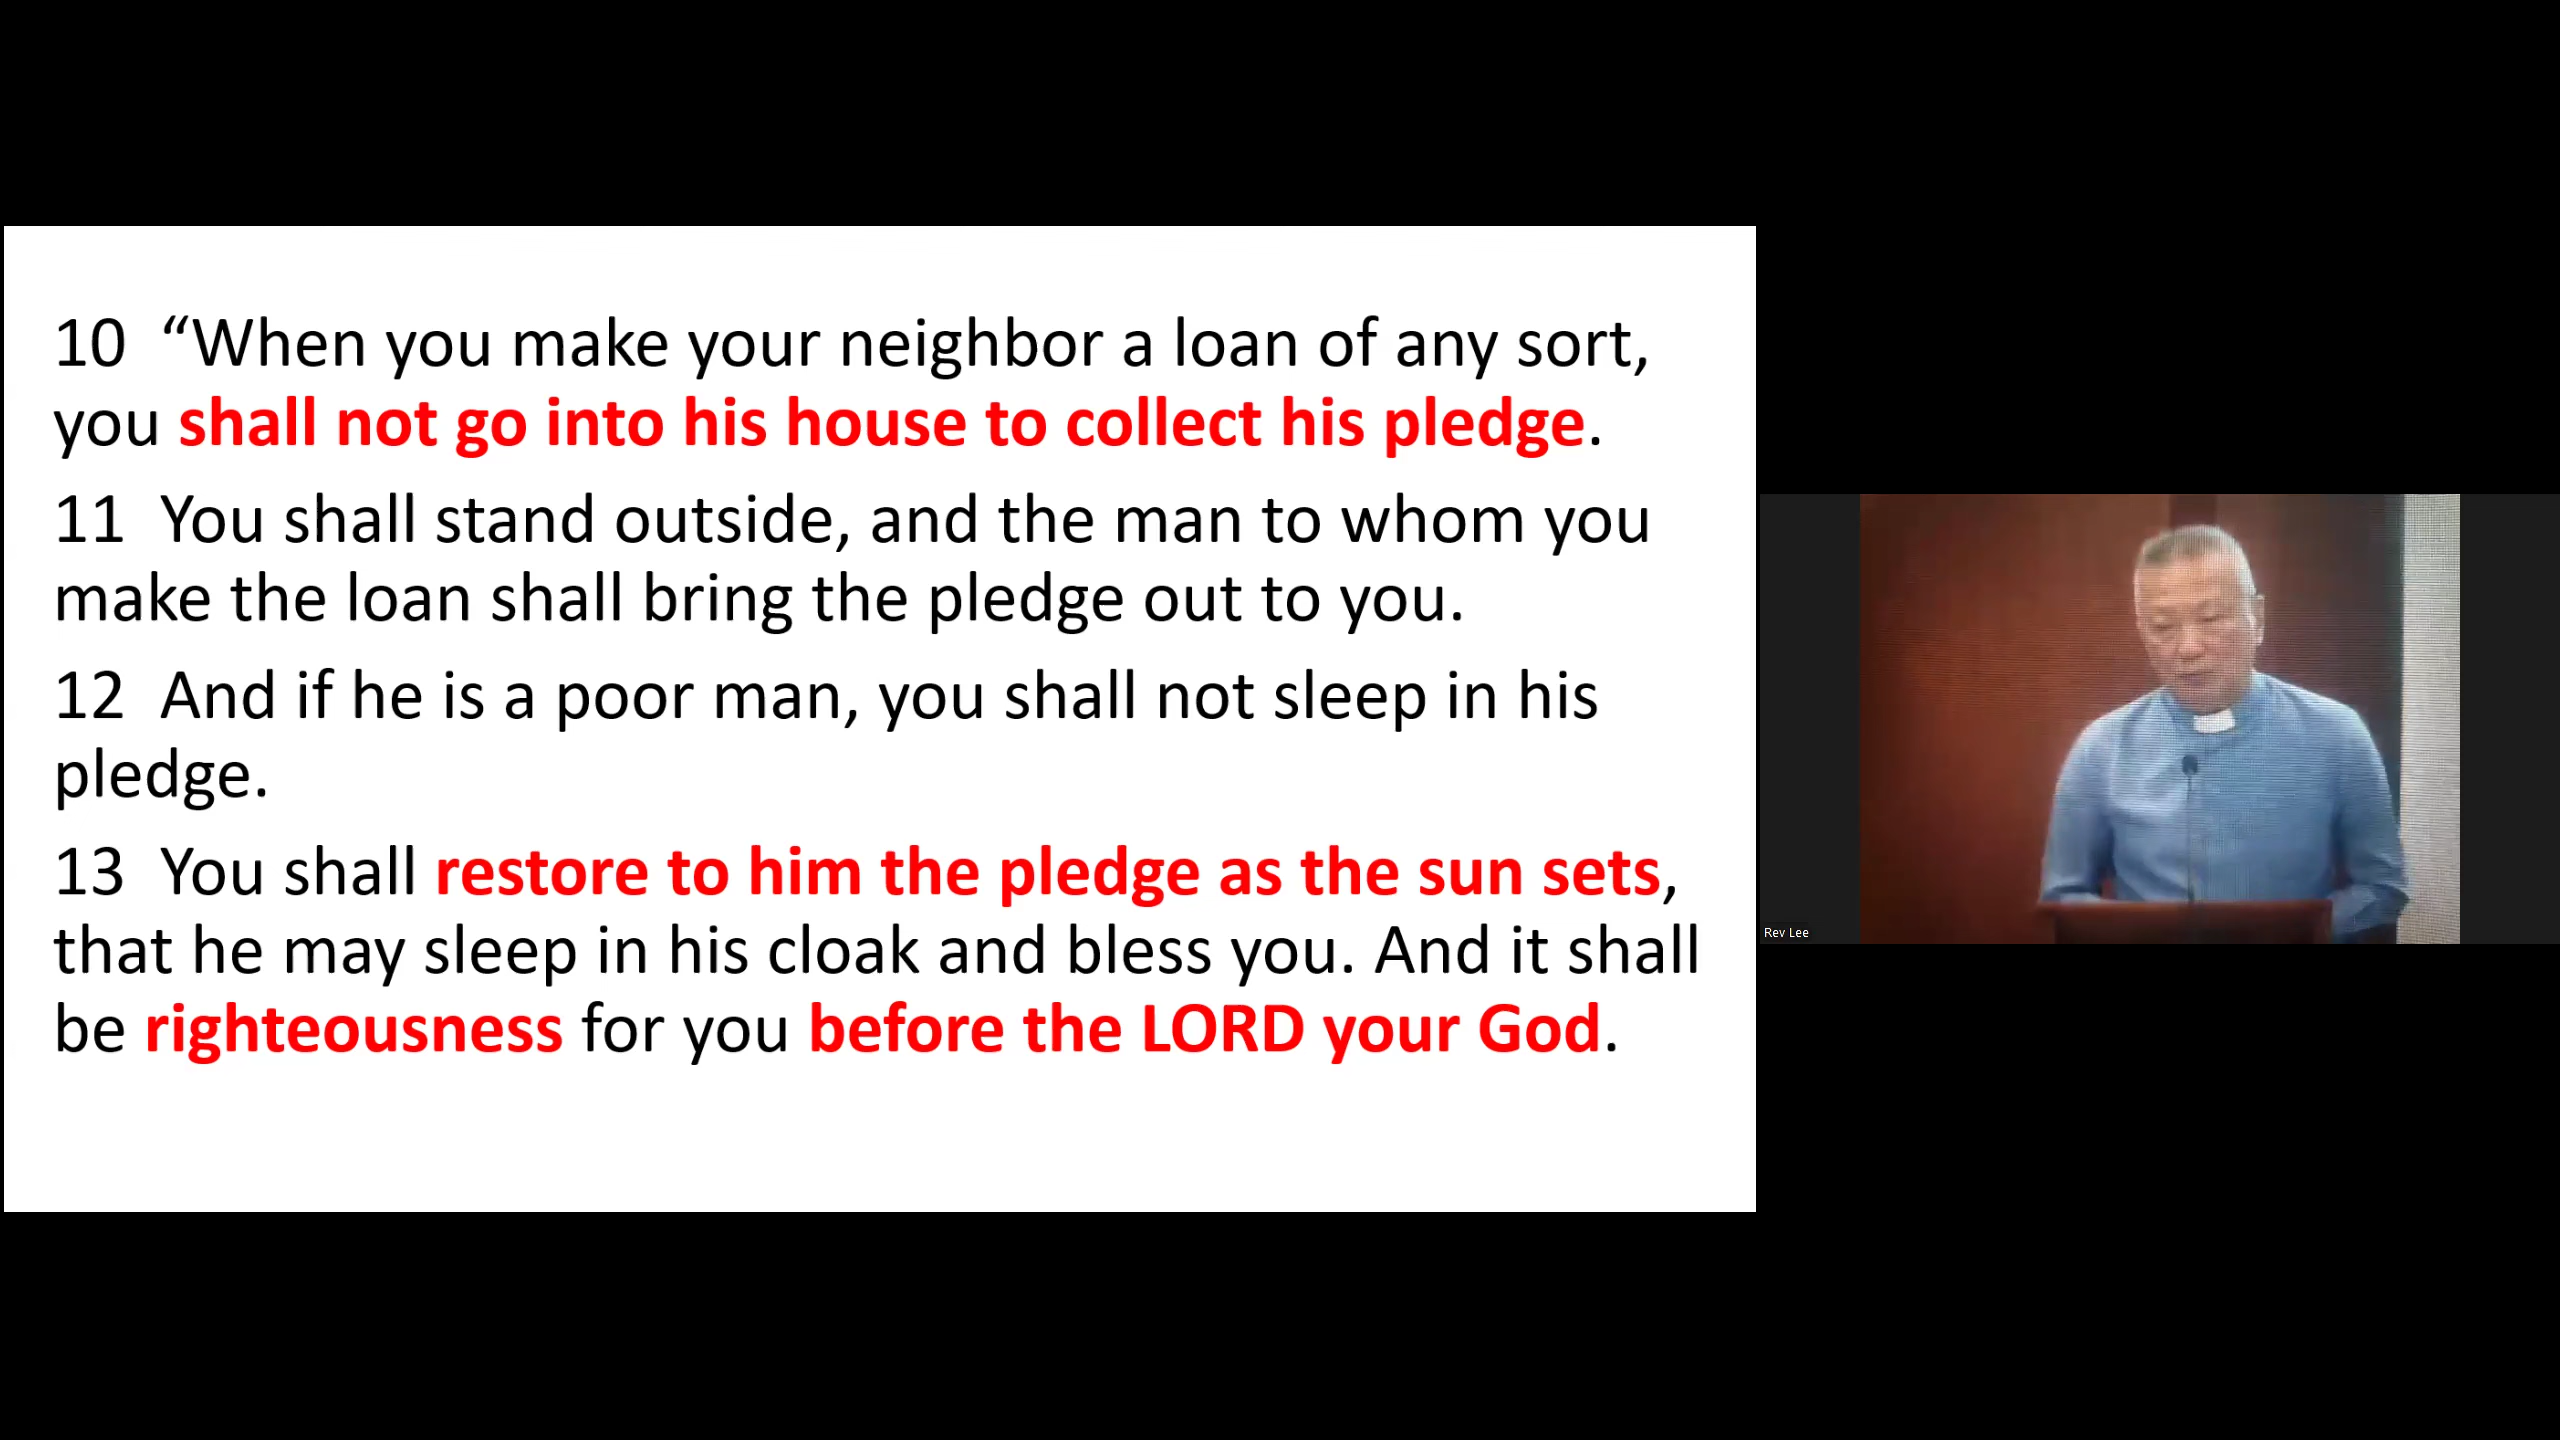 10  “When you make your neighbor a loan of any sort,
you shall not go into his house to collect his pledge.
11  You shall stand outside, and the man to whom you
make the loan shall bring the pledge out to you.
12  And if he is a poor man, you shall not sleep in his
pledge.
13  You shall restore to him the pledge as the sun sets,
that he may sleep in his cloak and bless you. And it shall
be righteousness for you before the LORD your God.
Rev Lee